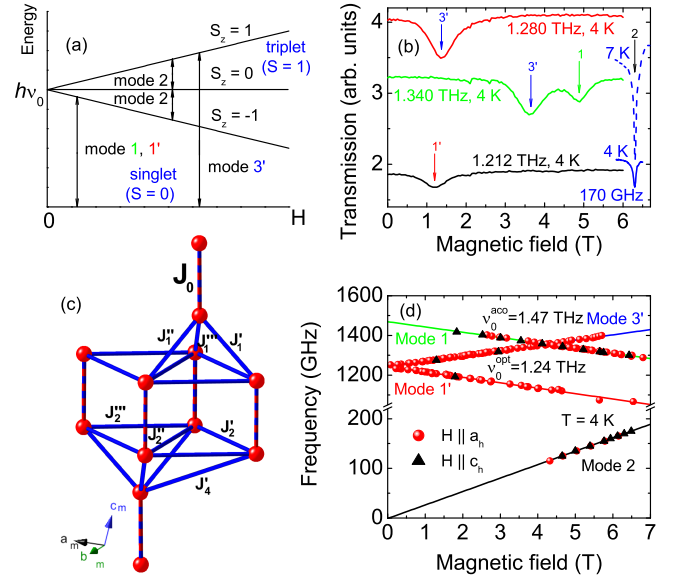 (a)
Energy
S_z = 1
triplet
(S = 1)
mode 2
S_z = 0
hν_0
mode 2
S_z = -1
mode 1, 1'
mode 3'
singlet
(S = 0)
0
H
(b)
Transmission (arb. units)
4
3
2
3'
1.280 THz, 4 K
2
7 K
3'
1
1.340 THz, 4 K
4 K
1'
1.212 THz, 4 K
170 GHz
0 1 2 3 4 5 6
Magnetic field (T)
(c)
J_0
J_1''
J_1'''
J_1'
J_2'''
J_2''
J_2'
J_4'
c_m
a_m
b_m
(d)
Frequency (GHz)
1600
1400
1200
200
100
0
ν_0^aco=1.47 THz
Mode 1
Mode 3'
ν_0^opt=1.24 THz
Mode 1'
T = 4 K
H || a_h
H || c_h
Mode 2
0 1 2 3 4 5 6 7
Magnetic field (T)